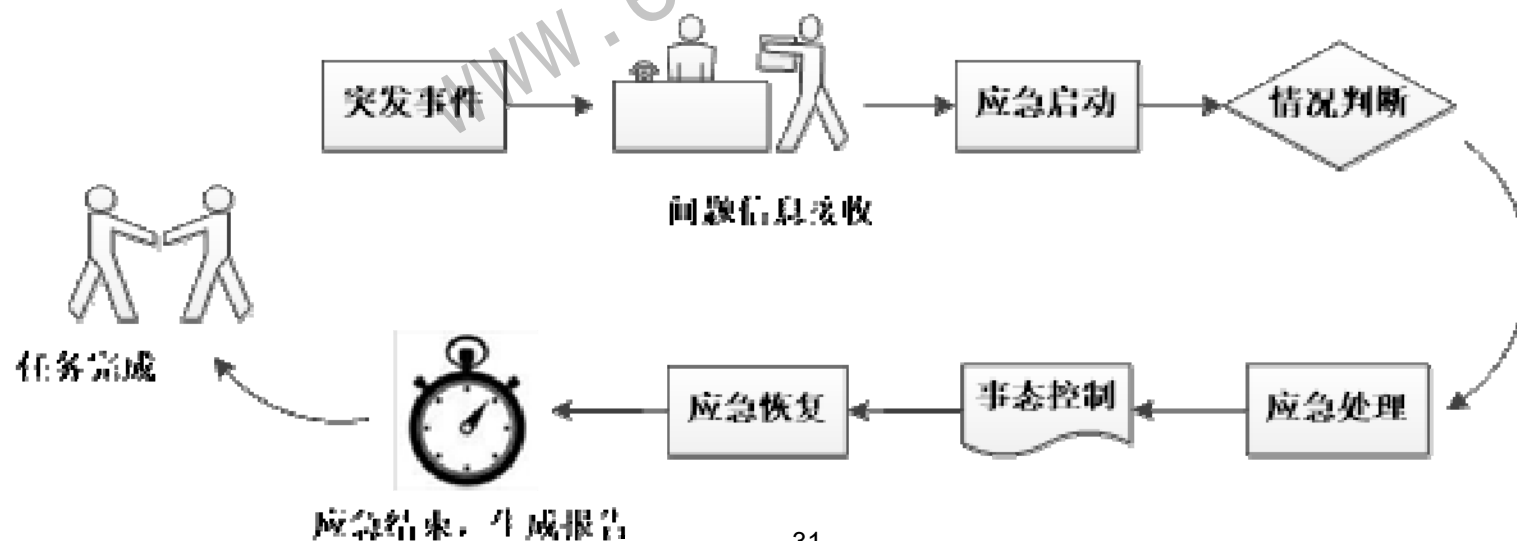 www.
突发事件
应急启动
情况判断
问题信息接收
任务完成
应急恢复
事态控制
应急处理
应急结束，生成报告
31